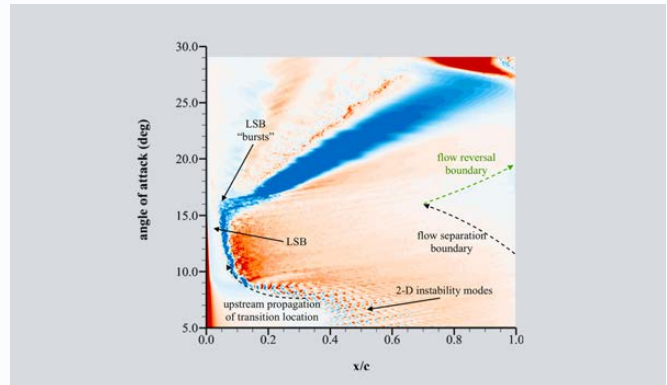 30.0
25.0
20.0
15.0
10.0
5.0
angle of attack (deg)
LSB
"bursts"
LSB
flow reversal
boundary
flow separation
boundary
2-D instability modes
upstream propagation
of transition location
0.0
0.2
0.4
0.6
0.8
1.0
x/c